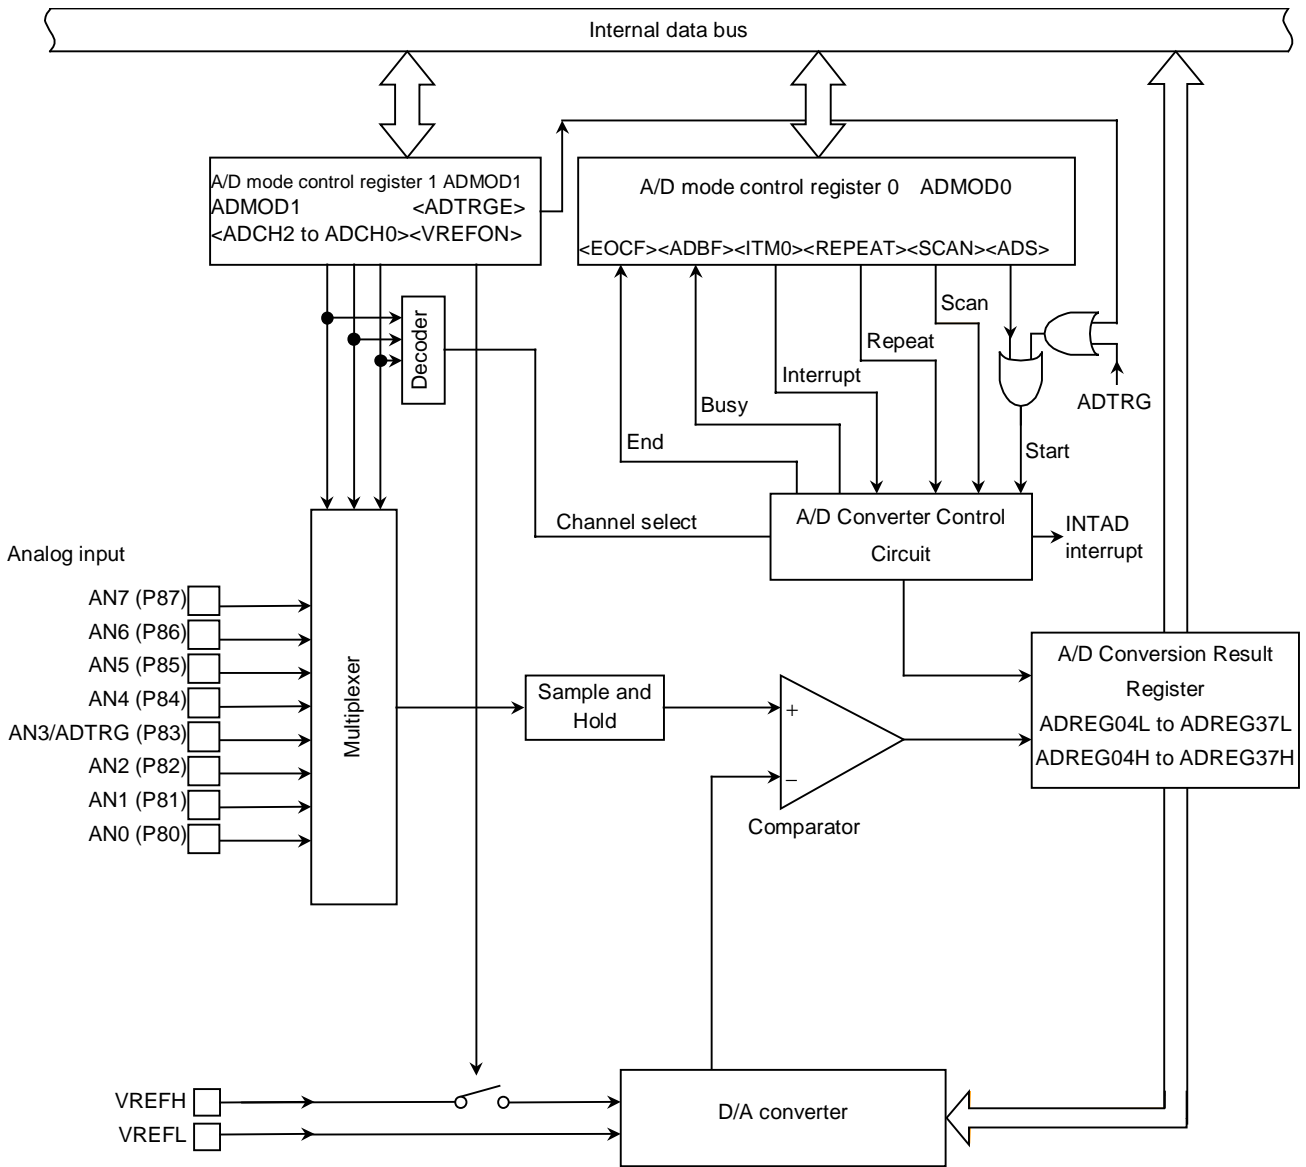 Internal data bus
A/D mode control register 1 ADMOD1
ADMOD1 <ADTRGE>
<ADCH2 to ADCH0><VREFON>
A/D mode control register 0 ADMOD0
<EOCF><ADBF><ITM0><REPEAT><SCAN><ADS>
Decoder
Scan
Repeat
Interrupt
Busy
End
ADTRG
Start
Channel select
A/D Converter Control
Circuit
INTAD
interrupt
Analog input
AN7 (P87)
AN6 (P86)
AN5 (P85)
AN4 (P84)
AN3/ADTRG (P83)
AN2 (P82)
AN1 (P81)
AN0 (P80)
Multiplexer
Sample and
Hold
+
−
Comparator
A/D Conversion Result
Register
ADREG04L to ADREG37L
ADREG04H to ADREG37H
VREFH
VREFL
D/A converter